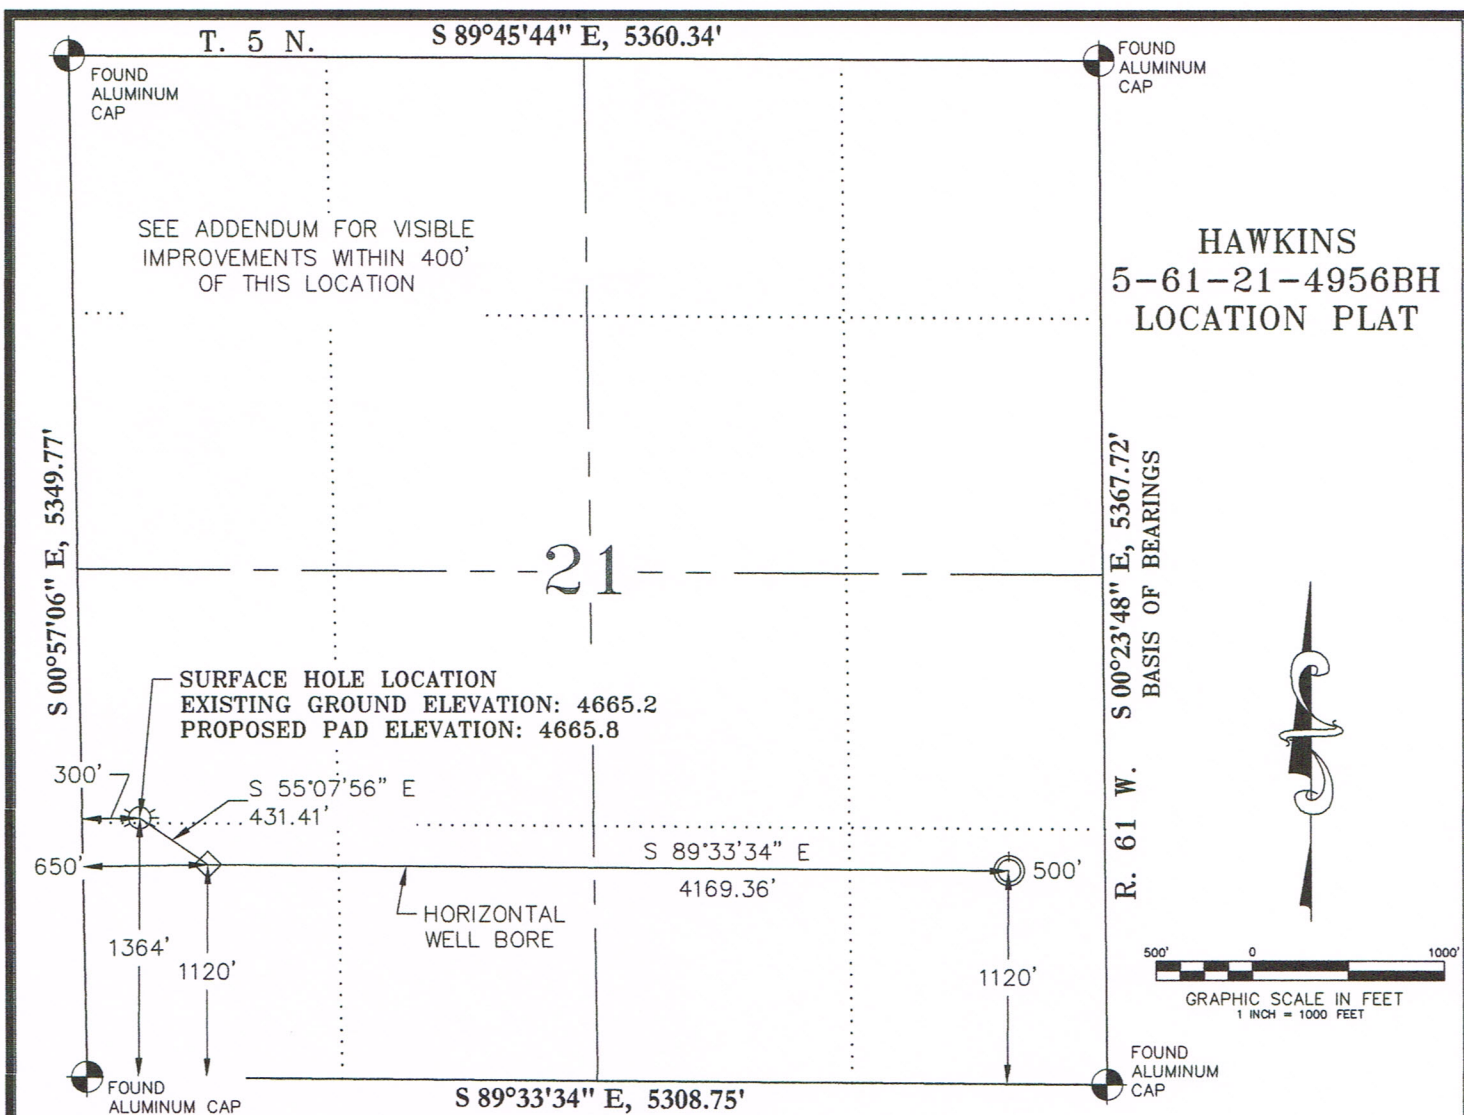 T. 5 N.
S 89°45'44" E, 5360.34'
FOUND
ALUMINUM
CAP
FOUND
ALUMINUM
CAP
SEE ADDENDUM FOR VISIBLE
IMPROVEMENTS WITHIN 400'
OF THIS LOCATION
HAWKINS
5-61-21-4956BH
LOCATION PLAT
S 00°57'06" E, 5349.77'
21
S 00°23'48" E, 5367.72'
BASIS OF BEARINGS
SURFACE HOLE LOCATION
EXISTING GROUND ELEVATION: 4665.2
PROPOSED PAD ELEVATION: 4665.8
300'
S 55°07'56" E
431.41'
R. 61 W.
650'
S 89°33'34" E
4169.36'
500'
HORIZONTAL
WELL BORE
1364'
1120'
1120'
500' 0 1000'
GRAPHIC SCALE IN FEET
1 INCH = 1000 FEET
FOUND
ALUMINUM CAP
S 89°33'34" E, 5308.75'
FOUND
ALUMINUM
CAP